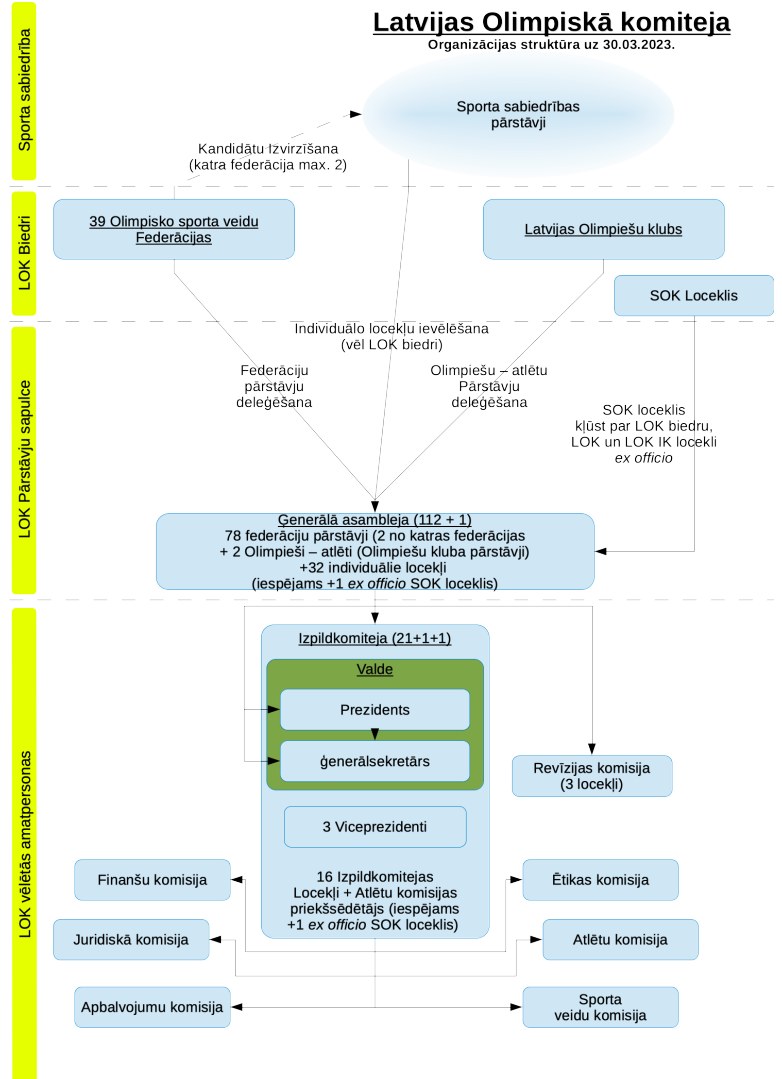 Latvijas Olimpiskā komiteja
Organizācijas struktūra uz 30.03.2023.
Sporta sabiedrība
Sporta sabiedrības
pārstāvji
Kandidātu Izvirzīšana
(katra federācija max. 2)
LOK Biedri
39 Olimpisko sporta veidu
Federācijas
Latvijas Olimpiešu klubs
SOK Loceklis
LOK Pārstāvju sapulce
Individuālo locekļu ievēlēšana
(vēl LOK biedri)
Federāciju
pārstāvju
deleģēšana
Olimpiešu – atlētu
Pārstāvju
deleģēšana
SOK loceklis
kļūst par LOK biedru,
LOK un LOK IK locekli
ex officio
Ģenerālā asambleja (112 + 1)
78 federāciju pārstāvji (2 no katras federācijas
+ 2 Olimpieši – atlēti (Olimpiešu kluba pārstāvji)
+32 individuālie locekļi
(iespējams +1 ex officio SOK loceklis)
LOK vēlētās amatpersonas
Izpildkomiteja (21+1+1)
Valde
Prezidents
ģenerālsekretārs
3 Viceprezidenti
16 Izpildkomitejas
Locekļi + Atlētu komisijas
priekšsēdētājs (iespējams
+1 ex officio SOK loceklis)
Revīzijas komisija
(3 locekļi)
Finanšu komisija
Ētikas komisija
Juridiskā komisija
Atlētu komisija
Apbalvojumu komisija
Sporta
veidu komisija